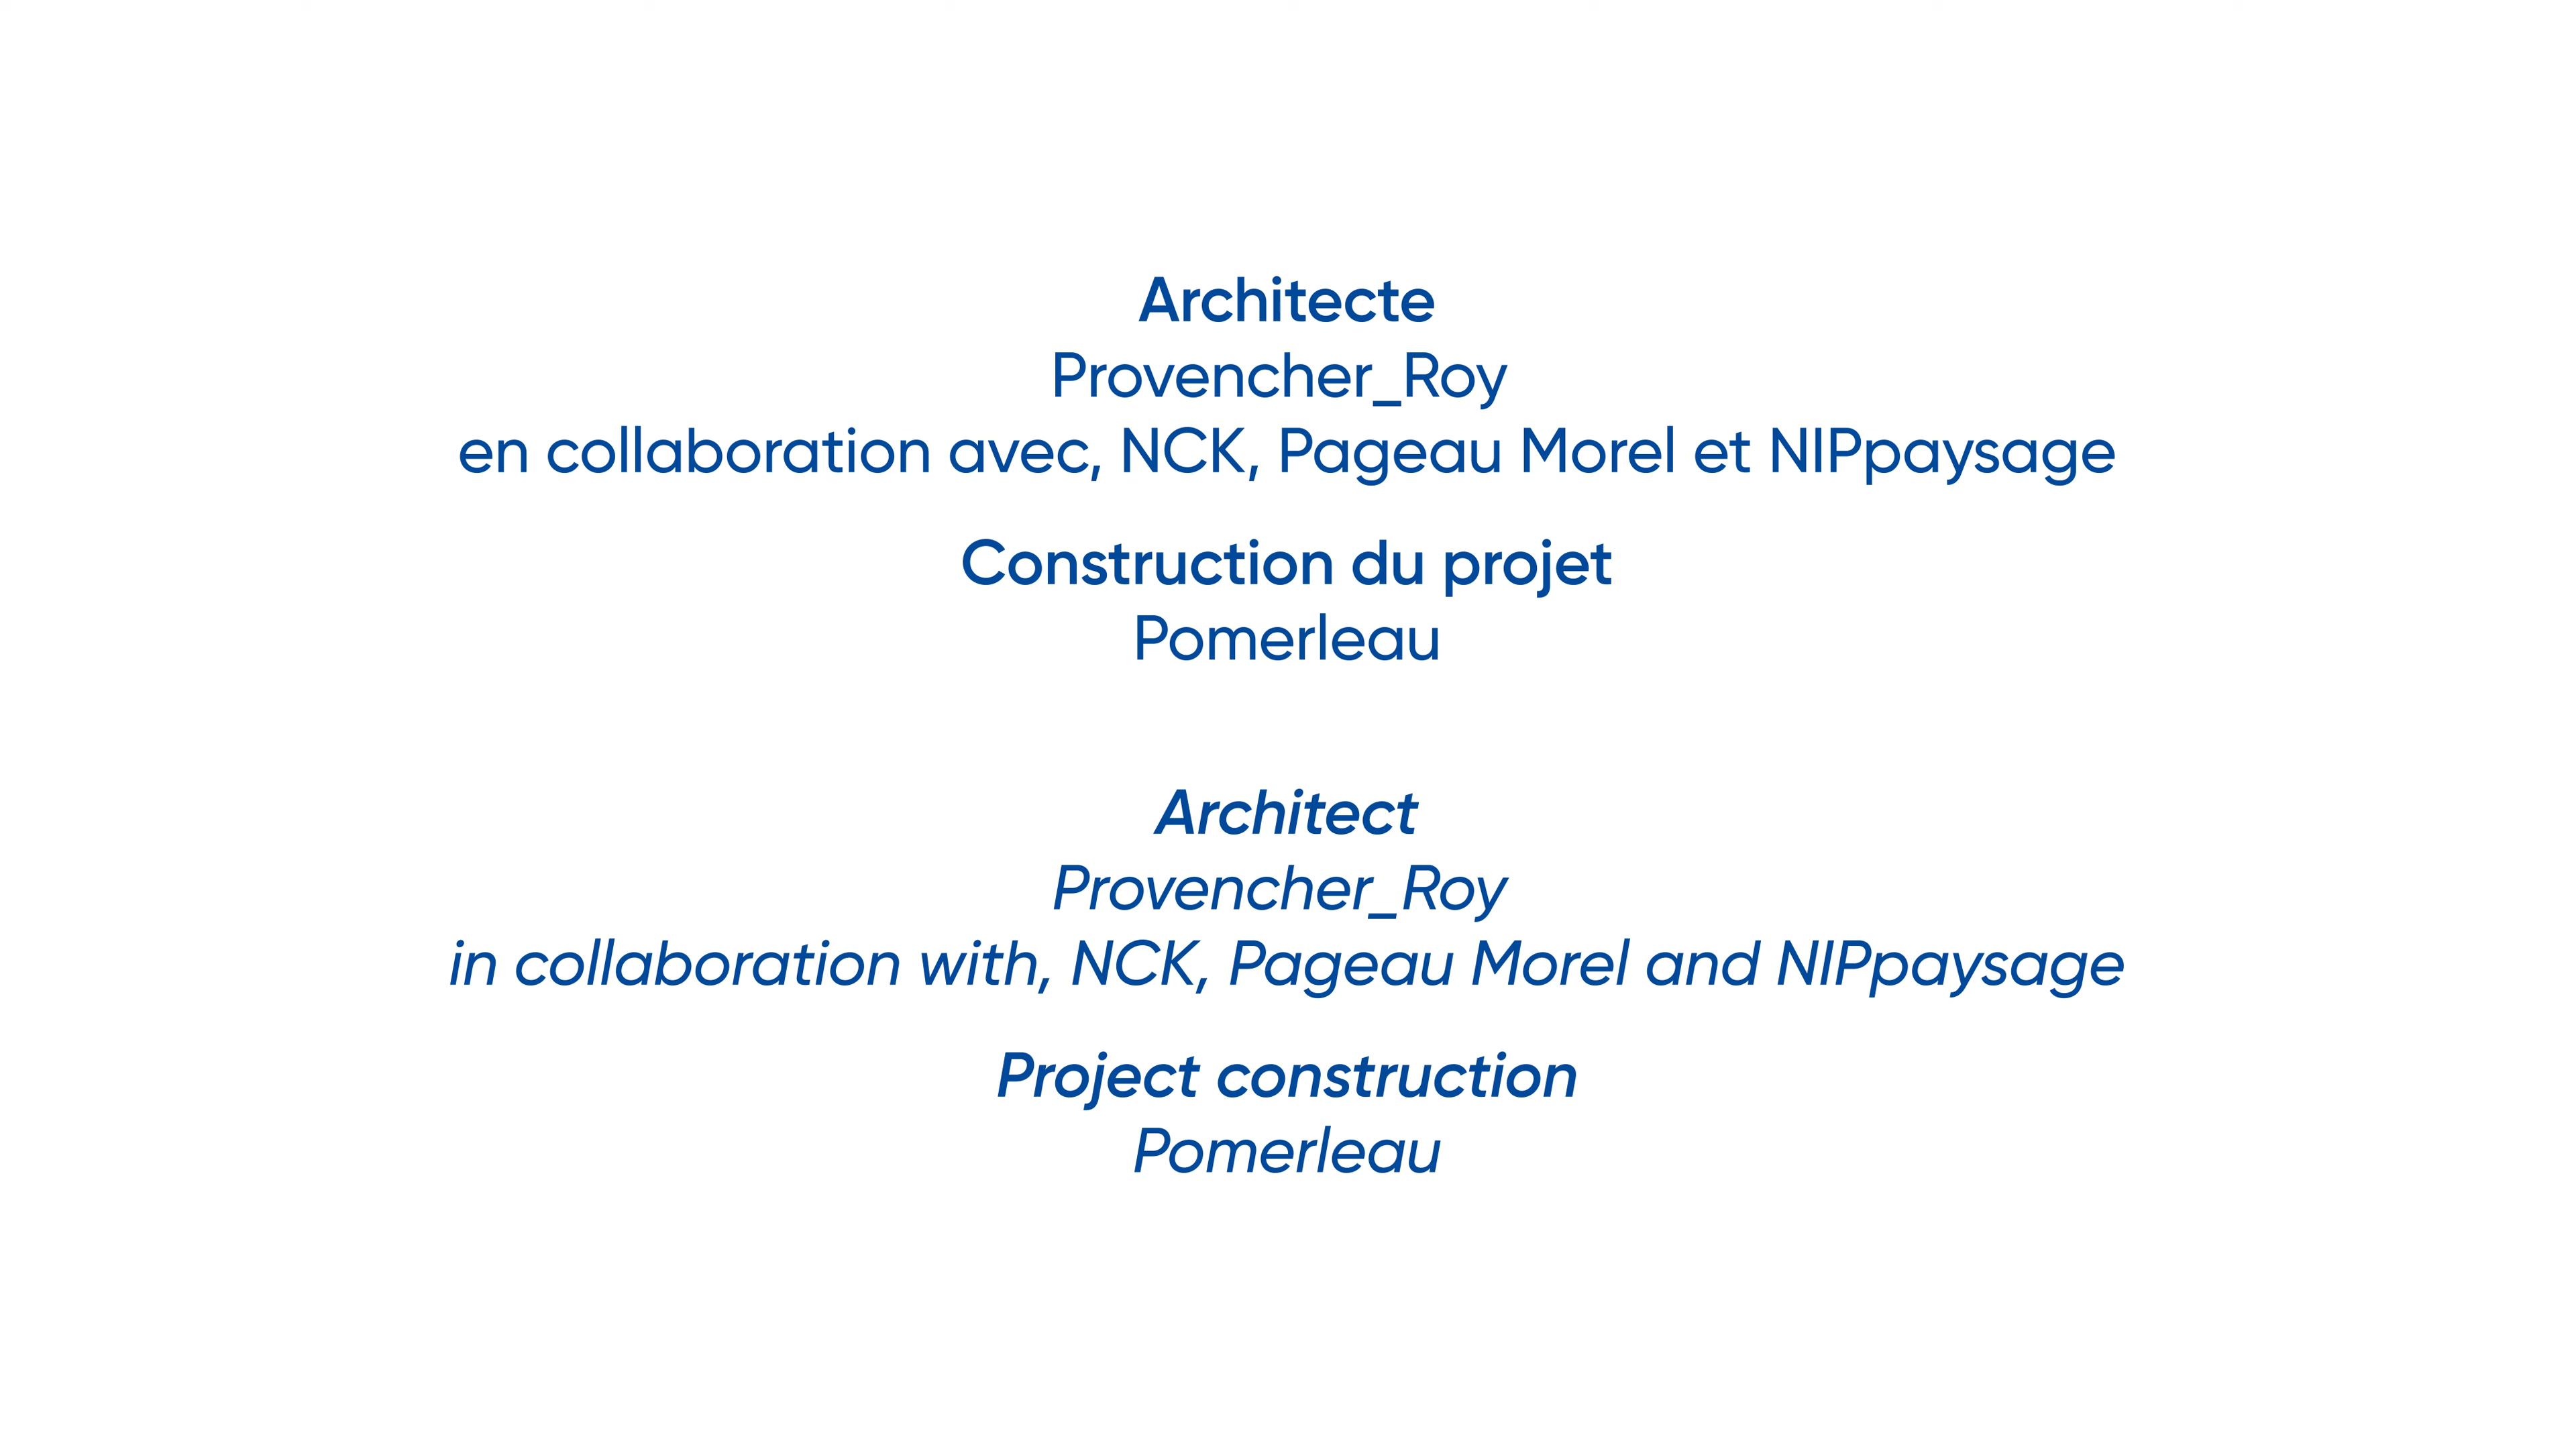 Architecte
Provencher_Roy
en collaboration avec, NCK, Pageau Morel et NIPpaysage
Construction du projet
Pomerleau
Architect
Provencher_Roy
in collaboration with, NCK, Pageau Morel and NIPpaysage
Project construction
Pomerleau